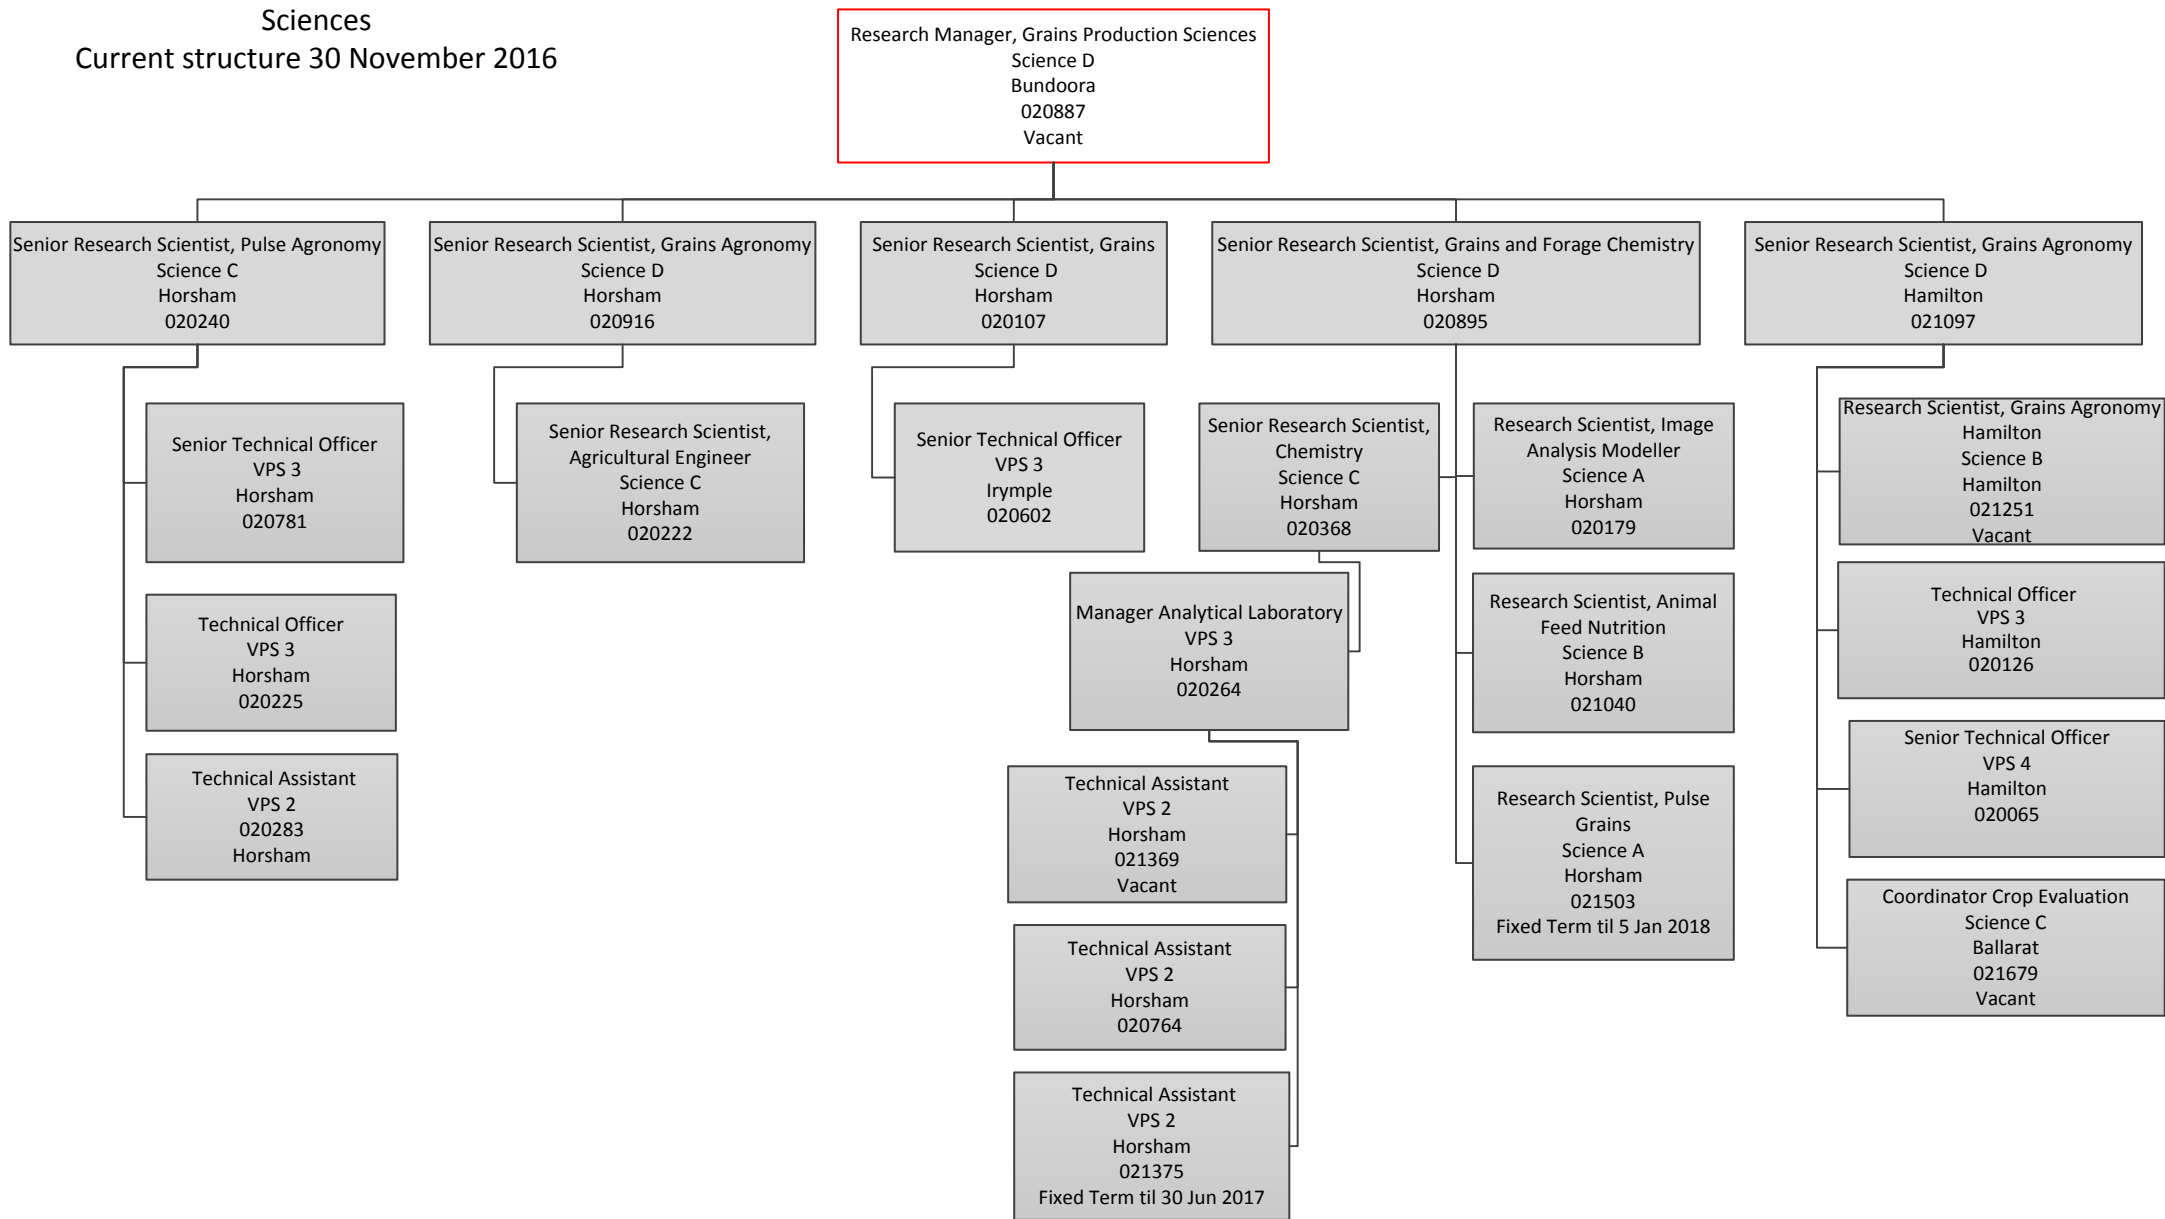 Sciences
Current structure 30 November 2016
Research Manager, Grains Production Sciences
Science D
Bundoora
020887
Vacant
Senior Research Scientist, Pulse Agronomy
Science C
Horsham
020240
Senior Research Scientist, Grains Agronomy
Science D
Horsham
020916
Senior Research Scientist, Grains
Science D
Horsham
020107
Senior Research Scientist, Grains and Forage Chemistry
Science D
Horsham
020895
Senior Research Scientist, Grains Agronomy
Science D
Hamilton
021097
Senior Technical Officer
VPS 3
Horsham
020781
Technical Officer
VPS 3
Horsham
020225
Technical Assistant
VPS 2
020283
Horsham
Senior Research Scientist,
Agricultural Engineer
Science C
Horsham
020222
Senior Technical Officer
VPS 3
Irymple
020602
Senior Research Scientist,
Chemistry
Science C
Horsham
020368
Manager Analytical Laboratory
VPS 3
Horsham
020264
Technical Assistant
VPS 2
Horsham
021369
Vacant
Technical Assistant
VPS 2
Horsham
020764
Technical Assistant
VPS 2
Horsham
021375
Fixed Term til 30 Jun 2017
Research Scientist, Image
Analysis Modeller
Science A
Horsham
020179
Research Scientist, Animal
Feed Nutrition
Science B
Horsham
021040
Research Scientist, Pulse
Grains
Science A
Horsham
021503
Fixed Term til 5 Jan 2018
Research Scientist, Grains Agronomy
Hamilton
Science B
Hamilton
021251
Vacant
Technical Officer
VPS 3
Hamilton
020126
Senior Technical Officer
VPS 4
Hamilton
020065
Coordinator Crop Evaluation
Science C
Ballarat
021679
Vacant